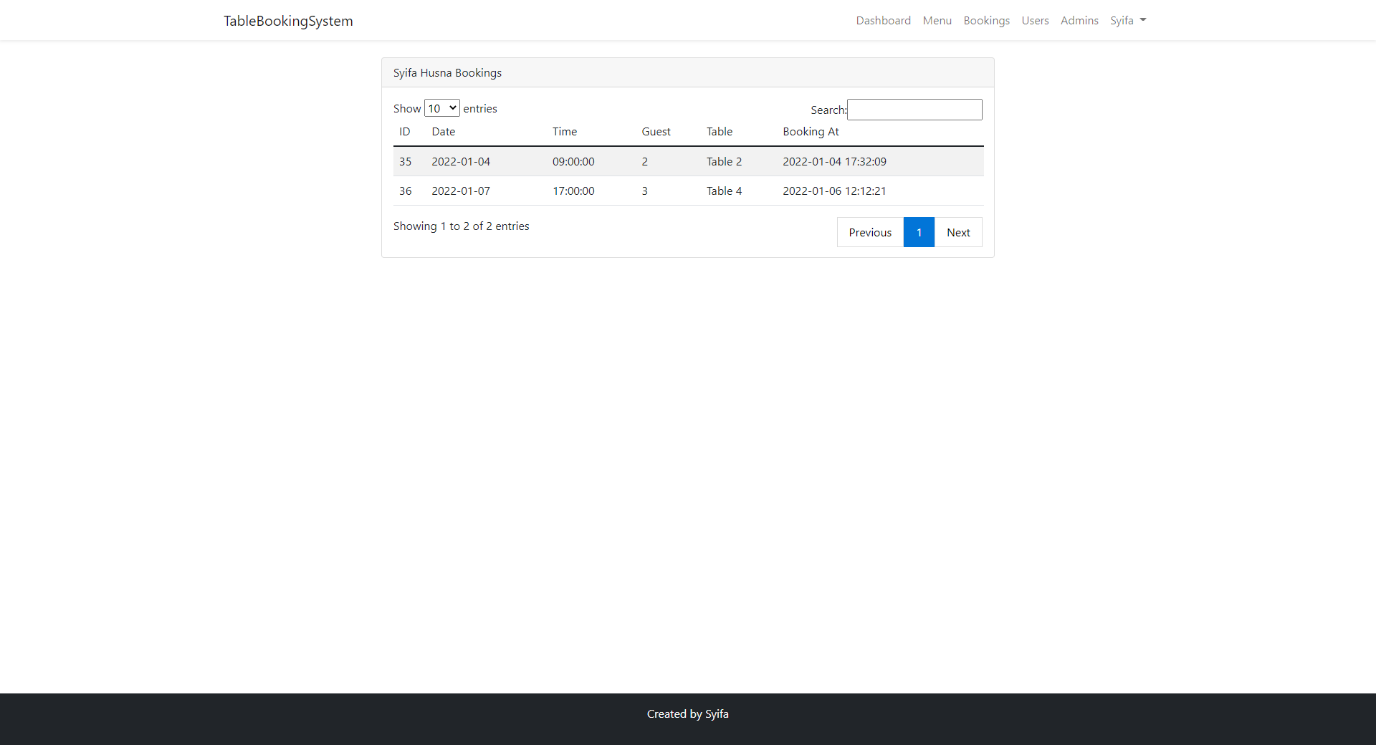 TableBookingSystem Dashboard Menu Bookings Users Admins Syifa
Syifa Husna Bookings
Show 10 entries Search:
ID Date Time Guest Table Booking At
35 2022-01-04 09:00:00 2 Table 2 2022-01-04 17:32:09
36 2022-01-07 17:00:00 3 Table 4 2022-01-06 12:12:21
Showing 1 to 2 of 2 entries Previous 1 Next
Created by Syifa